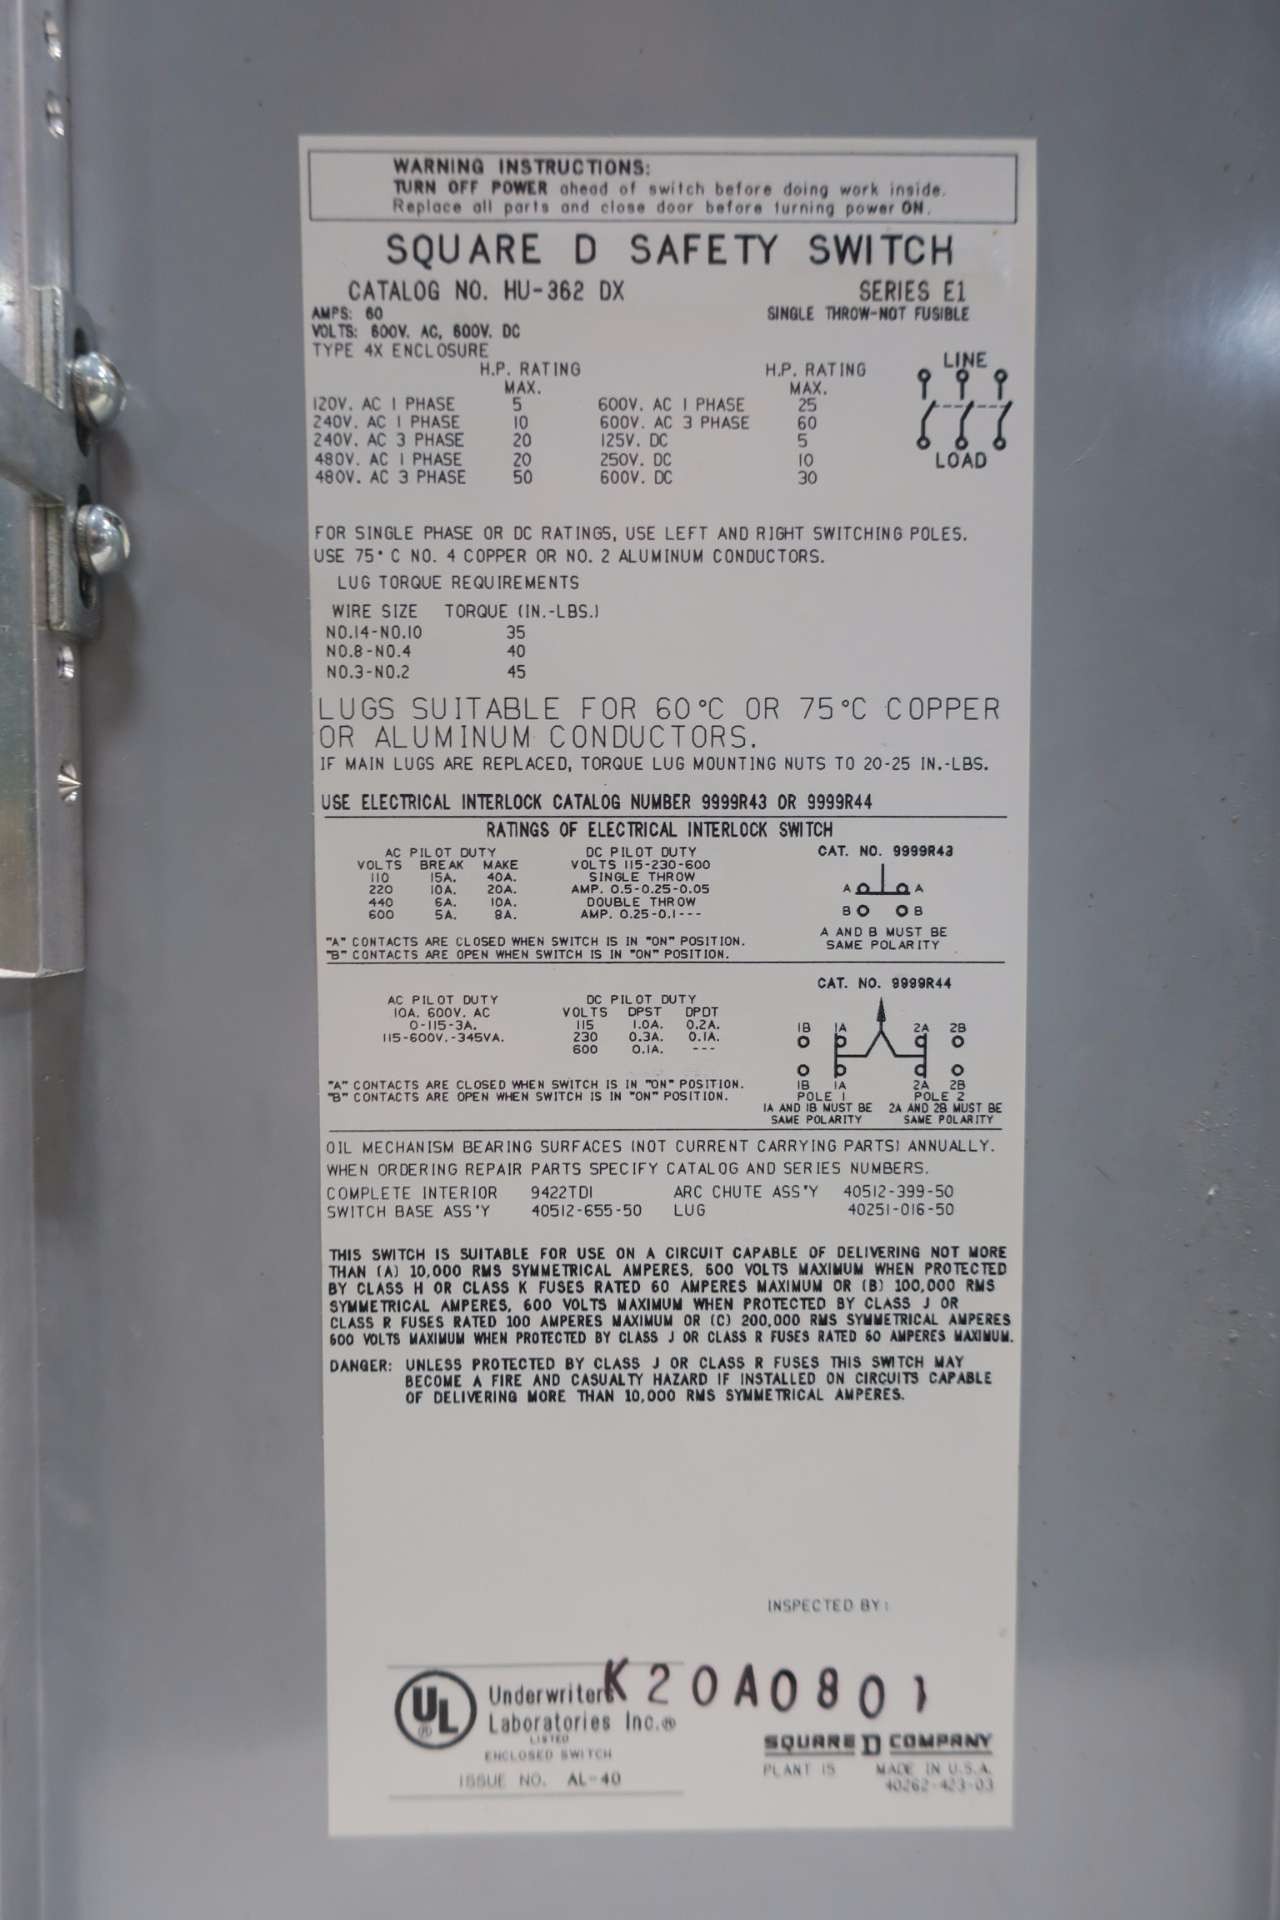 WARNING INSTRUCTIONS:
TURN OFF POWER ahead of switch before doing work inside.
Replace all parts and close door before turning power ON.
SQUARE D SAFETY SWITCH
CATALOG NO. HU-362 DX SERIES E1
AMPS: 60 SINGLE THROW-NOT FUSIBLE
VOLTS: 600V. AC, 600V. DC
TYPE 4X ENCLOSURE
H.P. RATING H.P. RATING
MAX. MAX.
120V. AC 1 PHASE 5 600V. AC 1 PHASE 25
240V. AC 1 PHASE 10 600V. AC 3 PHASE 60
240V. AC 3 PHASE 20 125V. DC 5
480V. AC 1 PHASE 20 250V. DC 10
480V. AC 3 PHASE 50 600V. DC 30
LINE
LOAD
FOR SINGLE PHASE OR DC RATINGS, USE LEFT AND RIGHT SWITCHING POLES.
USE 75° C NO. 4 COPPER OR NO. 2 ALUMINUM CONDUCTORS.
LUG TORQUE REQUIREMENTS
WIRE SIZE TORQUE (IN.-LBS.)
NO.14-NO.10 35
NO.8-NO.4 40
NO.3-NO.2 45
LUGS SUITABLE FOR 60°C OR 75°C COPPER
OR ALUMINUM CONDUCTORS.
IF MAIN LUGS ARE REPLACED, TORQUE LUG MOUNTING NUTS TO 20-25 IN.-LBS.
USE ELECTRICAL INTERLOCK CATALOG NUMBER 9999R43 OR 9999R44
RATINGS OF ELECTRICAL INTERLOCK SWITCH
AC PILOT DUTY DC PILOT DUTY CAT. NO. 9999R43
VOLTS BREAK MAKE VOLTS 115-230-600
110 15A. 40A. SINGLE THROW
220 10A. 20A. AMP. 0.5-0.25-0.05 A A
440 6A. 10A. DOUBLE THROW
600 5A. 8A. AMP. 0.25-0.1--- B B
A AND B MUST BE
SAME POLARITY
"A" CONTACTS ARE CLOSED WHEN SWITCH IS IN "ON" POSITION.
"B" CONTACTS ARE OPEN WHEN SWITCH IS IN "ON" POSITION.
CAT. NO. 9999R44
AC PILOT DUTY DC PILOT DUTY
10A. 600V. AC VOLTS DPST DPDT
0-115-3A. 115 1.0A. 0.2A.
115-600V.-345VA. 230 0.3A. 0.1A.
600 0.1A. ---
1B 1A 2A 2B
1B 1A 2A 2B
POLE 1 POLE 2
1A AND 1B MUST BE 2A AND 2B MUST BE
SAME POLARITY SAME POLARITY
"A" CONTACTS ARE CLOSED WHEN SWITCH IS IN "ON" POSITION.
"B" CONTACTS ARE OPEN WHEN SWITCH IS IN "ON" POSITION.
OIL MECHANISM BEARING SURFACES (NOT CURRENT CARRYING PARTS) ANNUALLY.
WHEN ORDERING REPAIR PARTS SPECIFY CATALOG AND SERIES NUMBERS.
COMPLETE INTERIOR 9422TD1 ARC CHUTE ASS'Y 40512-399-50
SWITCH BASE ASS'Y 40512-655-50 LUG 40251-016-50
THIS SWITCH IS SUITABLE FOR USE ON A CIRCUIT CAPABLE OF DELIVERING NOT MORE
THAN (A) 10,000 RMS SYMMETRICAL AMPERES, 600 VOLTS MAXIMUM WHEN PROTECTED
BY CLASS H OR CLASS K FUSES RATED 60 AMPERES MAXIMUM OR (B) 100,000 RMS
SYMMETRICAL AMPERES, 600 VOLTS MAXIMUM WHEN PROTECTED BY CLASS J OR
CLASS R FUSES RATED 100 AMPERES MAXIMUM OR (C) 200,000 RMS SYMMETRICAL AMPERES
600 VOLTS MAXIMUM WHEN PROTECTED BY CLASS J OR CLASS R FUSES RATED 60 AMPERES MAXIMUM.
DANGER: UNLESS PROTECTED BY CLASS J OR CLASS R FUSES THIS SWITCH MAY
BECOME A FIRE AND CASUALTY HAZARD IF INSTALLED ON CIRCUITS CAPABLE
OF DELIVERING MORE THAN 10,000 RMS SYMMETRICAL AMPERES.
INSPECTED BY:
K20A0801
UL ® Underwriters
Laboratories Inc.®
LISTED
ENCLOSED SWITCH
ISSUE NO. AL-40
SQUARE D COMPANY
PLANT 15 MADE IN U.S.A.
40262-423-03